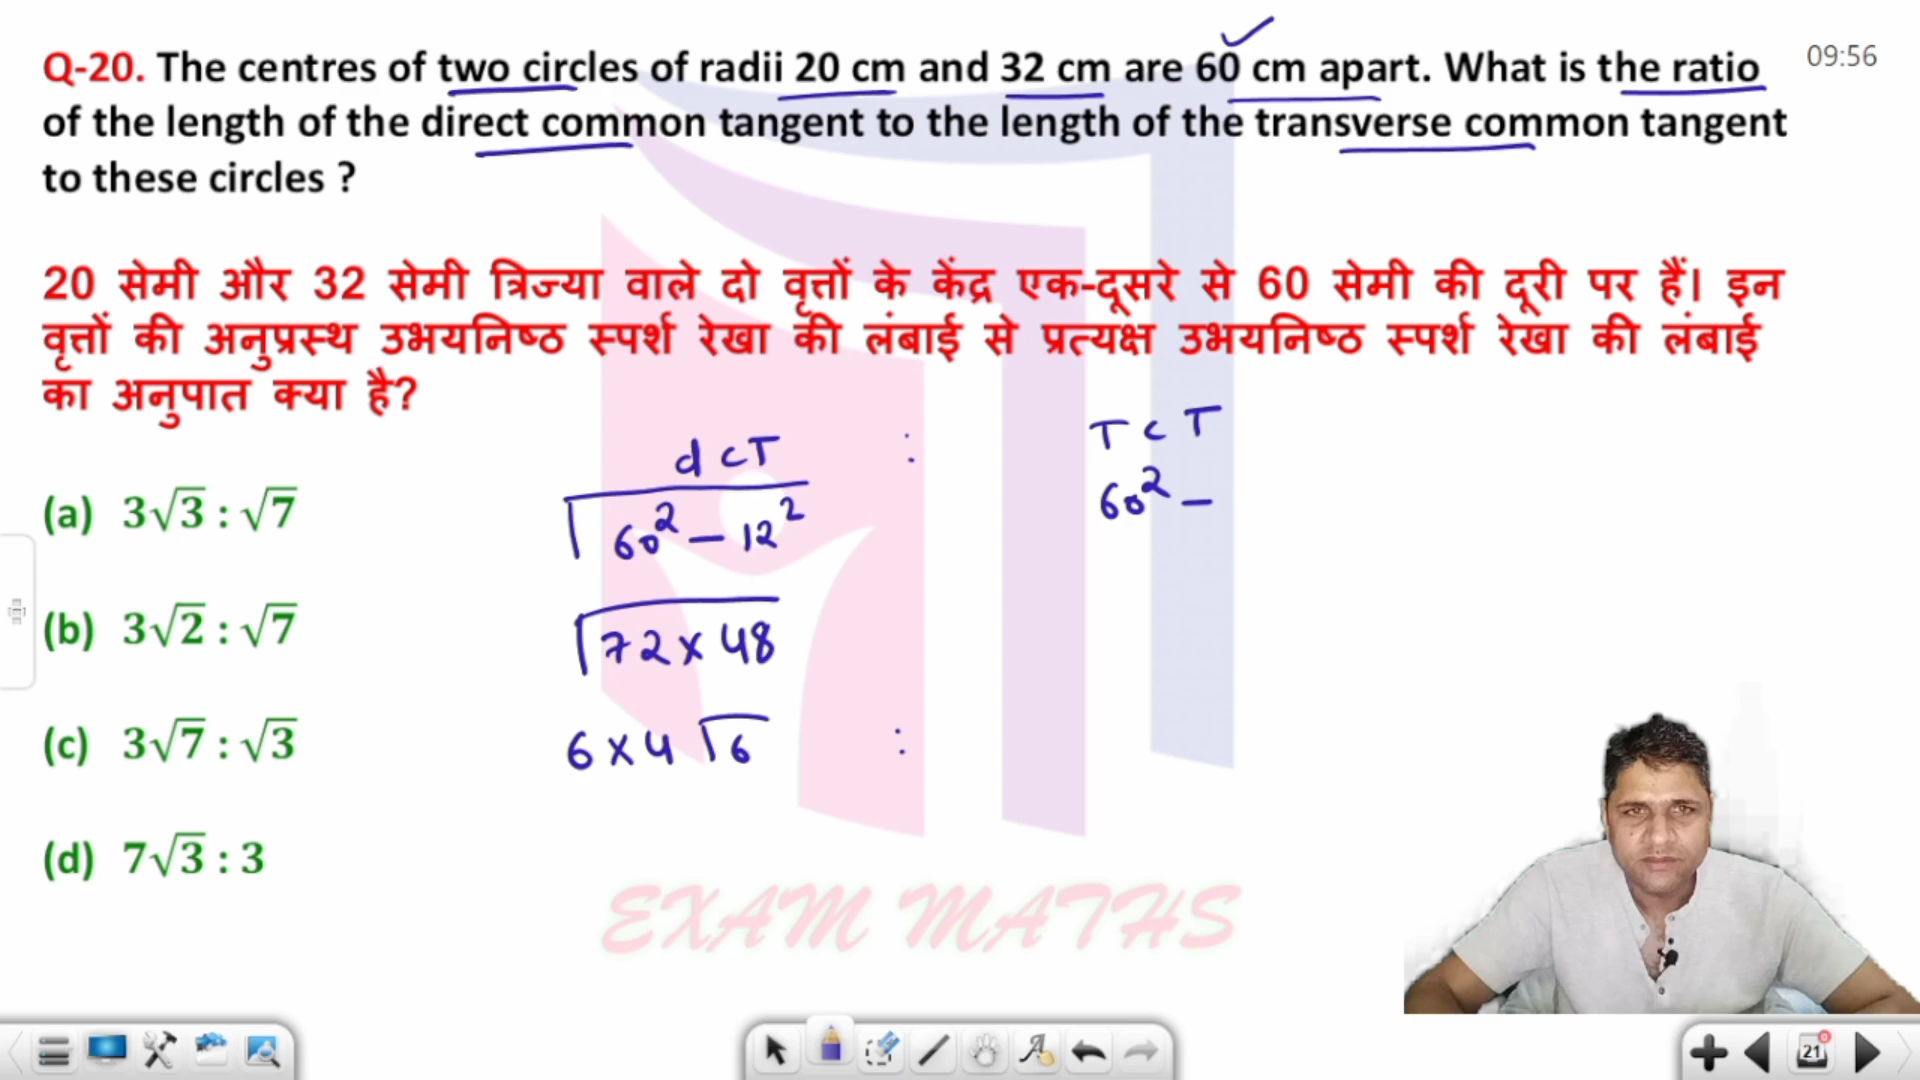 Q-20. The centres of two circles of radii 20 cm and 32 cm are 60 cm apart. What is the ratio
09:56
of the length of the direct common tangent to the length of the transverse common tangent
to these circles ?
20 सेमी और 32 सेमी त्रिज्या वाले दो वृत्तों के केंद्र एक-दूसरे से 60 सेमी की दूरी पर हैं। इन
वृत्तों की अनुप्रस्थ उभयनिष्ठ स्पर्श रेखा की लंबाई से प्रत्यक्ष उभयनिष्ठ स्पर्श रेखा की लंबाई
का अनुपात क्या है?
dCT : TCT
√60² – 12² 60² –
√72 × 48
6 × 4 √6 :
(a) 3√3 : √7
(b) 3√2 : √7
(c) 3√7 : √3
(d) 7√3 : 3
EXAM MATHS
21